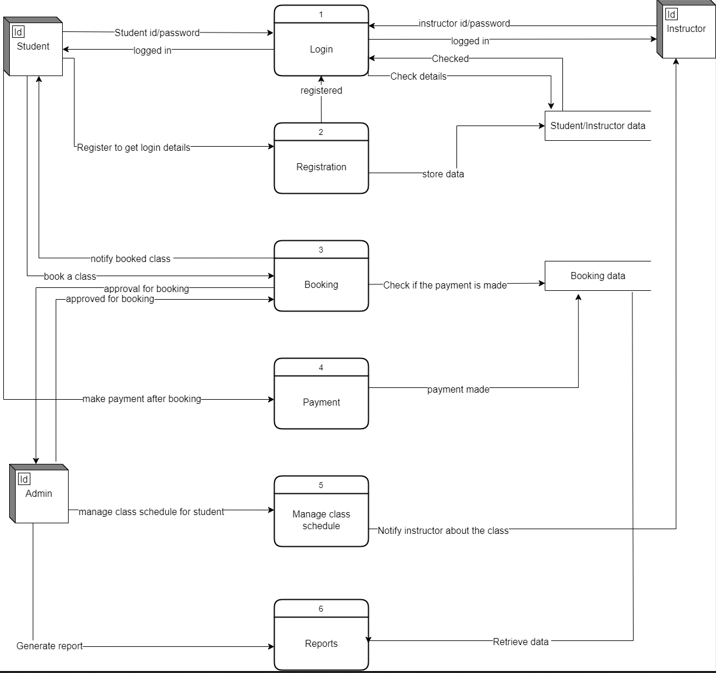 1
Id
Id
instructor id/password
Student id/password
Instructor
logged in
Student
Login
logged in
Checked
Check details
registered
Student/Instructor data
2
Register to get login details
Registration
store data
3
notify booked class
book a class
Booking data
Booking
Check if the payment is made
approval for booking
approved for booking
4
payment made
make payment after booking
Payment
Id
5
Admin
manage class schedule for student
Manage class
schedule
Notify instructor about the class
6
Generate report
Reports
Retrieve data